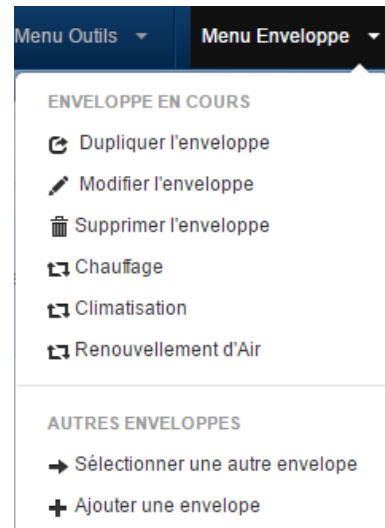 Menu Outils Menu Enveloppe
ENVELOPPE EN COURS
Dupliquer l'enveloppe
Modifier l'enveloppe
Supprimer l'enveloppe
Chauffage
Climatisation
Renouvellement d'Air
AUTRES ENVELOPPES
Sélectionner une autre envelope
Ajouter une envelope